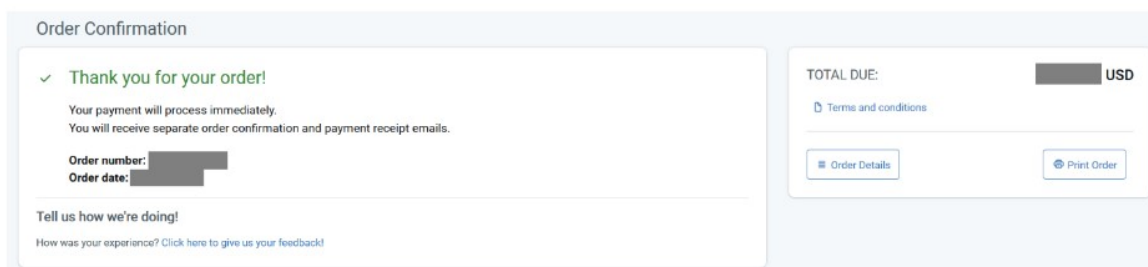 Order Confirmation
Thank you for your order!
Your payment will process immediately.
You will receive separate order confirmation and payment receipt emails.
Order number:
Order date:
Tell us how we're doing!
How was your experience? Click here to give us your feedback!
TOTAL DUE: USD
Terms and conditions
Order Details
Print Order